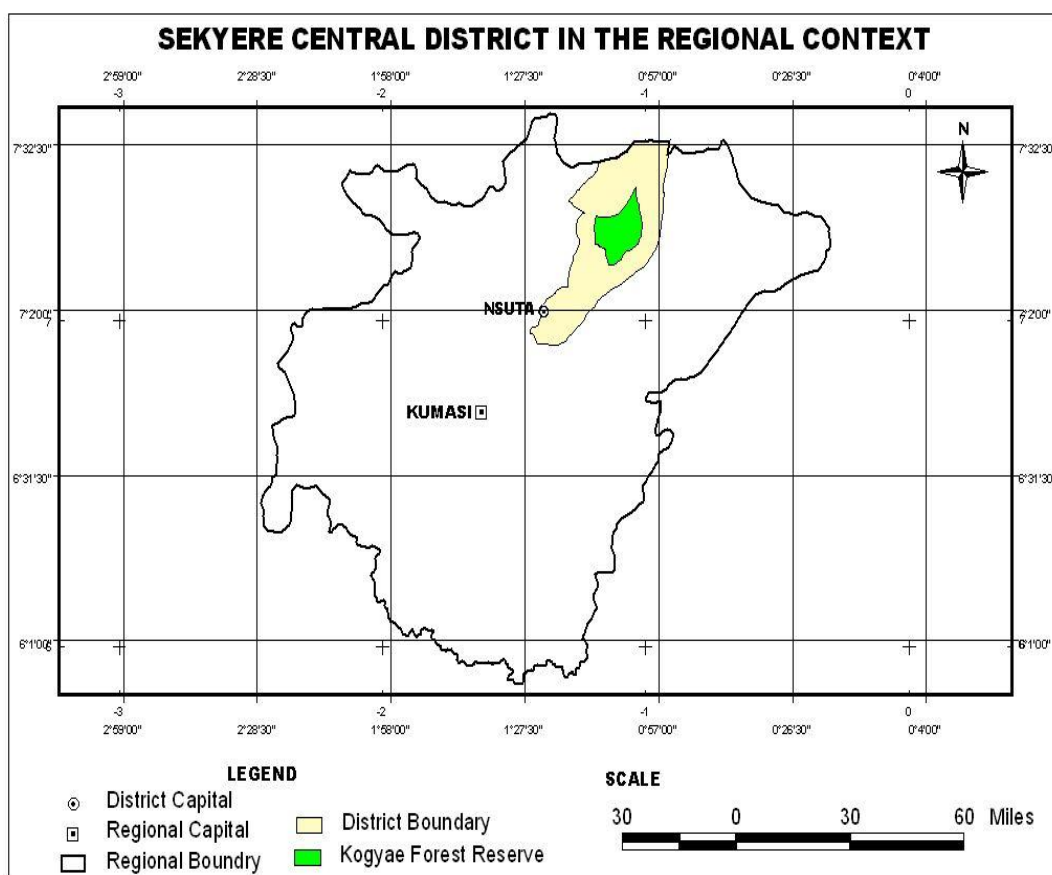 SEKYERE CENTRAL DISTRICT IN THE REGIONAL CONTEXT
2°59'00" 2°28'30" 1°58'00" 1°27'30" 0°57'00" 0°26'30" 0°4'00"
-3 -2 -1 0
7°32'30" 7°32'30"
N
NSUTA
7°2'00" 7°2'00"
KUMASI
6°31'30" 6°31'30"
6°1'00" 6°1'00"
-3 -2 -1 0
2°59'00" 2°28'30" 1°58'00" 1°27'30" 0°57'00" 0°26'30" 0°4'00"
LEGEND
District Capital
Regional Capital
Regional Boundry
District Boundary
Kogyae Forest Reserve
SCALE
30 0 30 60 Miles